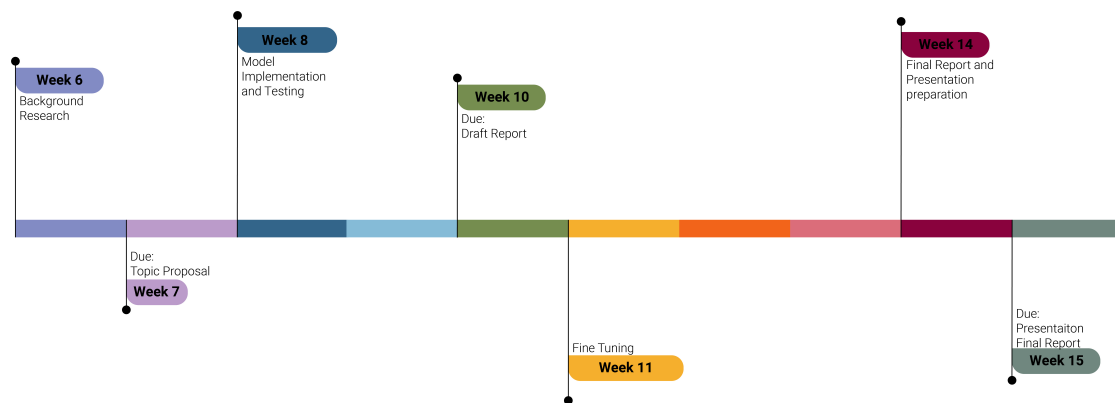 Week 6
Background
Research
Due:
Topic Proposal
Week 7
Week 8
Model
Implementation
and Testing
Week 10
Due:
Draft Report
Fine Tuning
Week 11
Week 14
Final Report and
Presentation
preparation
Due:
Presentaiton
Final Report
Week 15